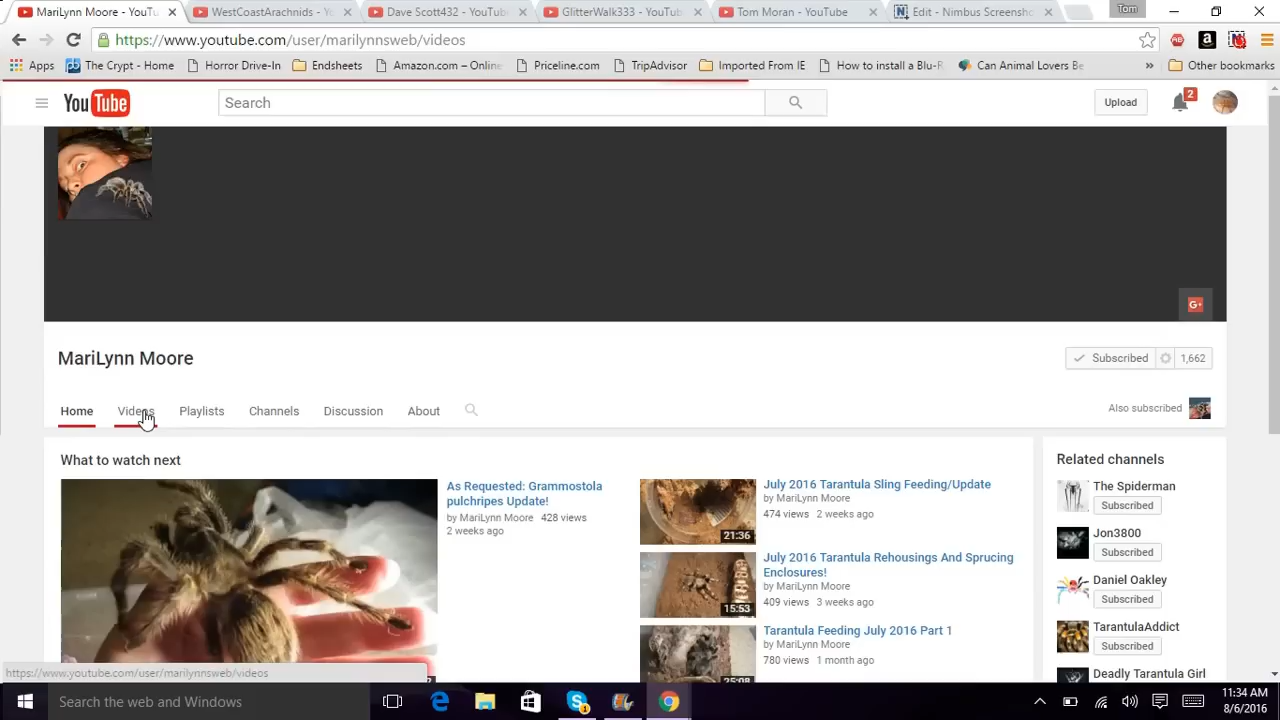 MariLynn Moore - YouTu
WestCoastArachnids - Yo
Dave Scott432 - YouTube
GlitterWalk333 - YouTub
Tom Moran - YouTube
Edit - Nimbus Screensho
Tom
https://www.youtube.com/user/marilynnsweb/videos
Apps
The Crypt - Home
Horror Drive-In
Endsheets
Amazon.com – Online
Priceline.com
TripAdvisor
Imported From IE
How to install a Blu-R
Can Animal Lovers Be
»
Other bookmarks
YouTube
Search
Upload
2
G+
MariLynn Moore
Subscribed
1,662
Home
Videos
Playlists
Channels
Discussion
About
Also subscribed
What to watch next
As Requested: Grammostola
pulchripes Update!
by MariLynn Moore 428 views
2 weeks ago
21:36
July 2016 Tarantula Sling Feeding/Update
by MariLynn Moore
474 views 2 weeks ago
15:53
July 2016 Tarantula Rehousings And Sprucing
Enclosures!
by MariLynn Moore
409 views 3 weeks ago
25:08
Tarantula Feeding July 2016 Part 1
by MariLynn Moore
780 views 1 month ago
Related channels
The Spiderman
Subscribed
Jon3800
Subscribed
Daniel Oakley
Subscribed
TarantulaAddict
Subscribed
Deadly Tarantula Girl
https://www.youtube.com/user/marilynnsweb/videos
Search the web and Windows
11:34 AM
8/6/2016